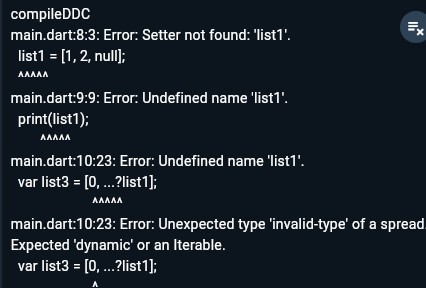 compileDDC
main.dart:8:3: Error: Setter not found: 'list1'.
list1 = [1, 2, null];
^^^^^
main.dart:9:9: Error: Undefined name 'list1'.
print(list1);
^^^^^
main.dart:10:23: Error: Undefined name 'list1'.
var list3 = [0, ...?list1];
^^^^^
main.dart:10:23: Error: Unexpected type 'invalid-type' of a spread.
Expected 'dynamic' or an Iterable.
var list3 = [0, ...?list1];
^